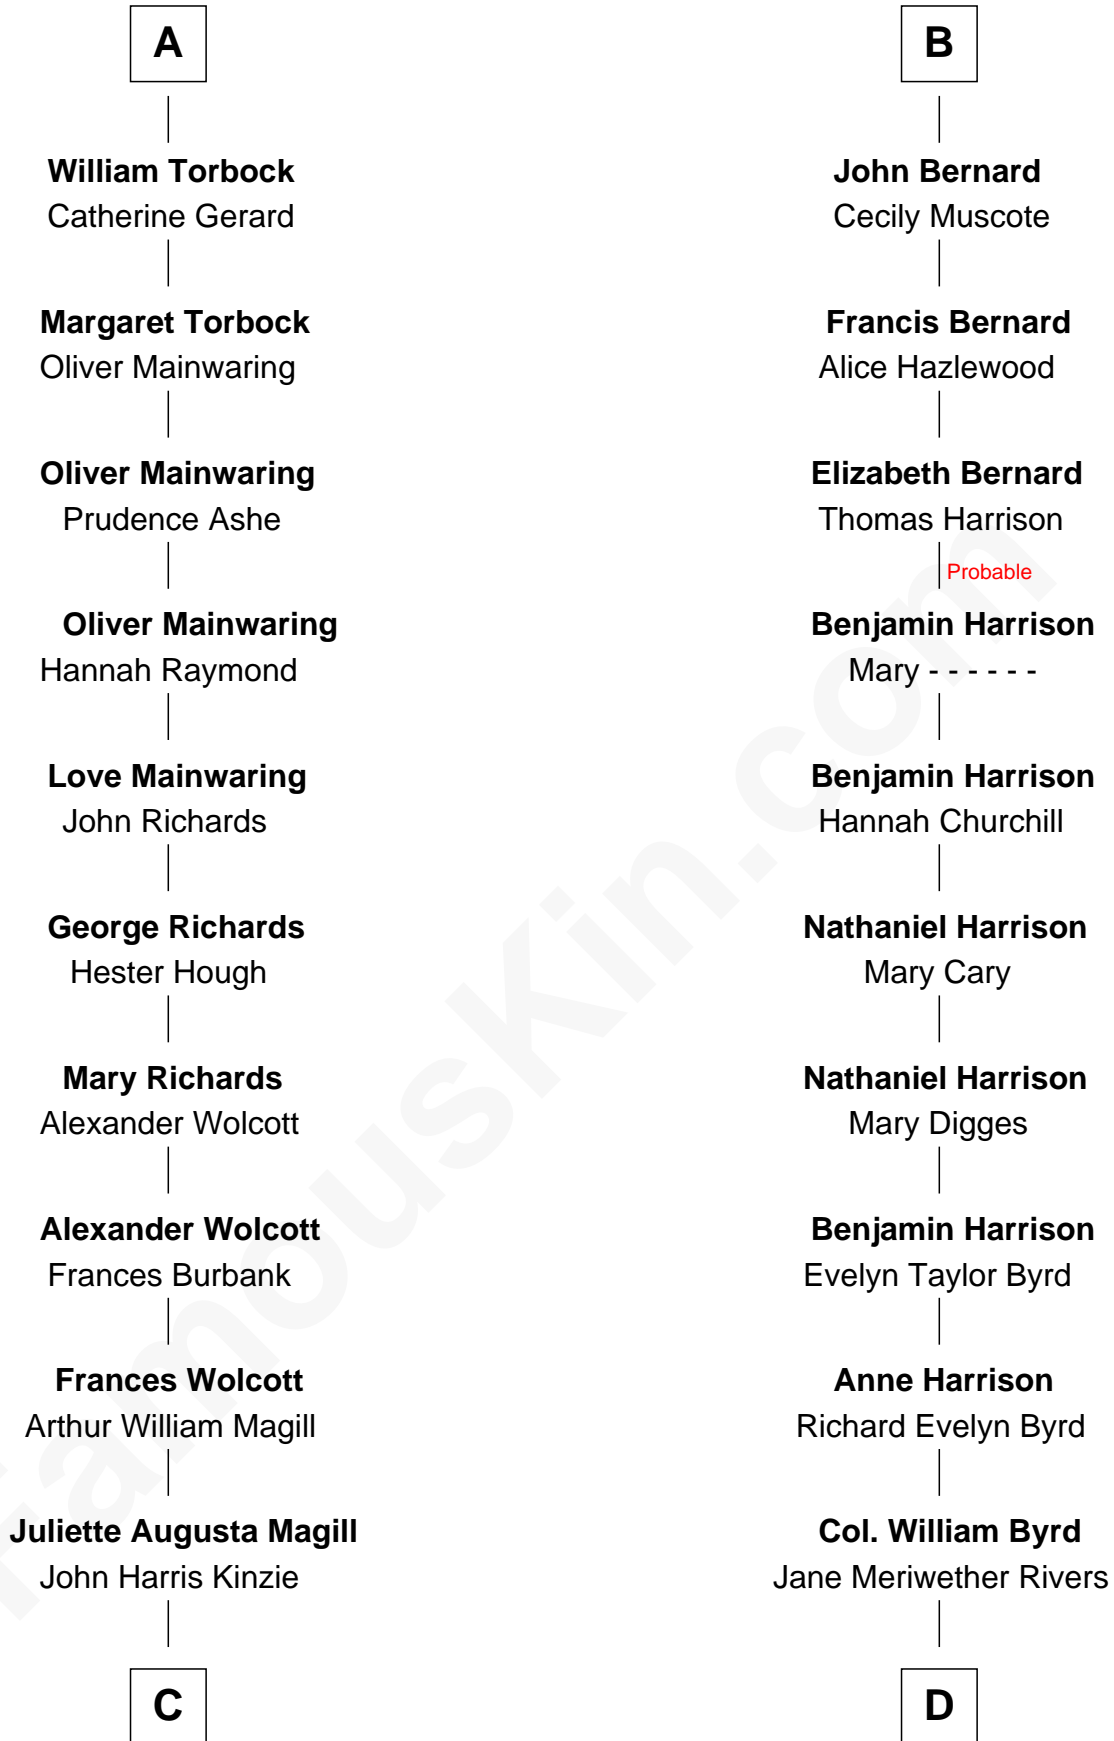 A
William Torbock
Catherine Gerard
Margaret Torbock
Oliver Mainwaring
Oliver Mainwaring
Prudence Ashe
Oliver Mainwaring
Hannah Raymond
Love Mainwaring
John Richards
George Richards
Hester Hough
Mary Richards
Alexander Wolcott
Alexander Wolcott
Frances Burbank
Frances Wolcott
Arthur William Magill
Juliette Augusta Magill
John Harris Kinzie
C
B
John Bernard
Cecily Muscote
Francis Bernard
Alice Hazlewood
Elizabeth Bernard
Thomas Harrison
Probable
Benjamin Harrison
Mary - - - - - -
Benjamin Harrison
Hannah Churchill
Nathaniel Harrison
Mary Cary
Nathaniel Harrison
Mary Digges
Benjamin Harrison
Evelyn Taylor Byrd
Anne Harrison
Richard Evelyn Byrd
Col. William Byrd
Jane Meriwether Rivers
D
FamousKin.com